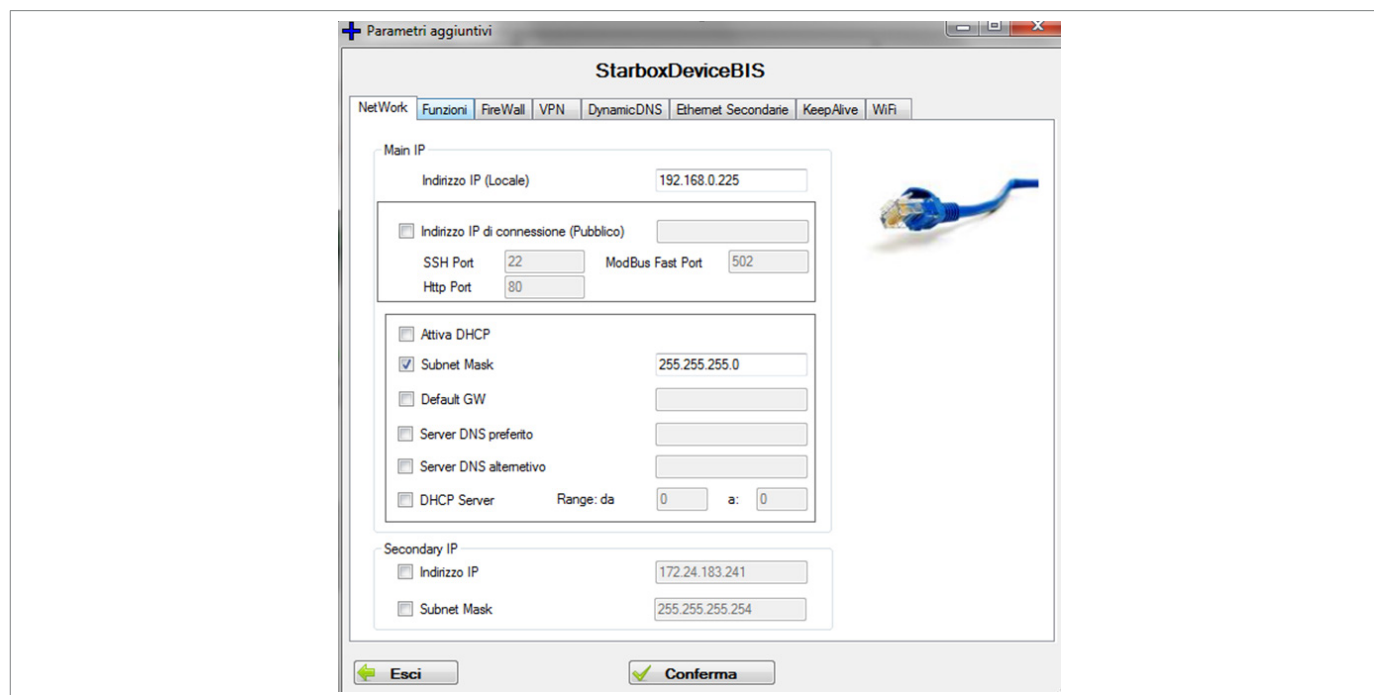 Parametri aggiuntivi
StarboxDeviceBIS
NetWork Funzioni FireWall VPN DynamicDNS Ethernet Secondarie KeepAlive WiFi
Main IP
Indirizzo IP (Locale) 192.168.0.225
Indirizzo IP di connessione (Pubblico)
SSH Port 22 ModBus Fast Port 502
Http Port 80
Attiva DHCP
Subnet Mask 255.255.255.0
Default GW
Server DNS preferito
Server DNS alternetivo
DHCP Server Range: da 0 a: 0
Secondary IP
Indirizzo IP 172.24.183.241
Subnet Mask 255.255.255.254
Esci Conferma